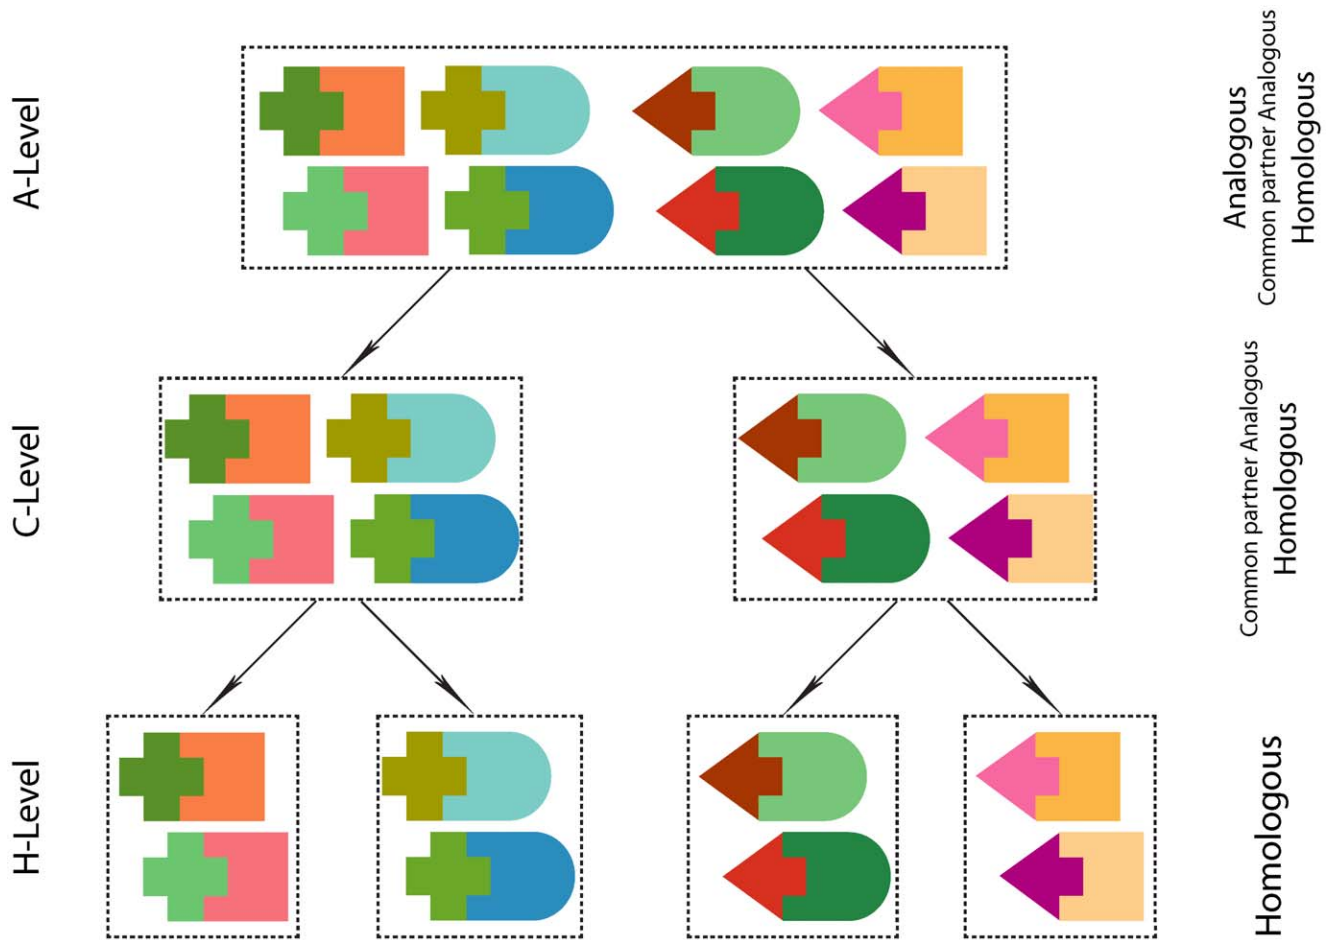 A-Level
Analogous
Common partner Analogous
Homologous
C-Level
Common partner Analogous
Homologous
H-Level
Homologous